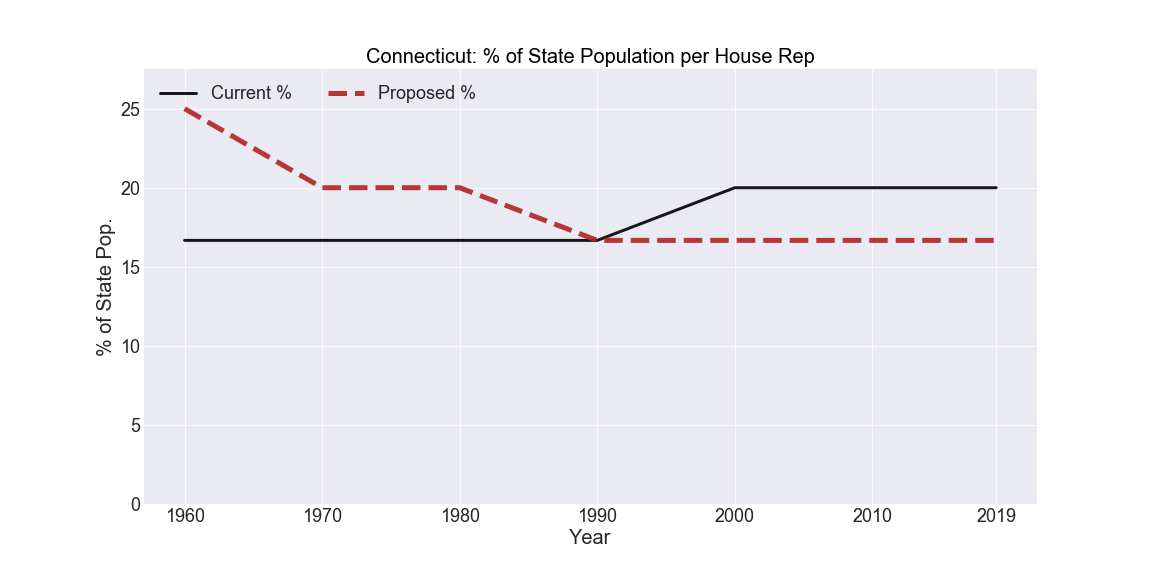 Connecticut: % of State Population per House Rep
Current %
Proposed %
% of State Pop.
25
20
15
10
5
0
1960 1970 1980 1990 2000 2010 2019
Year